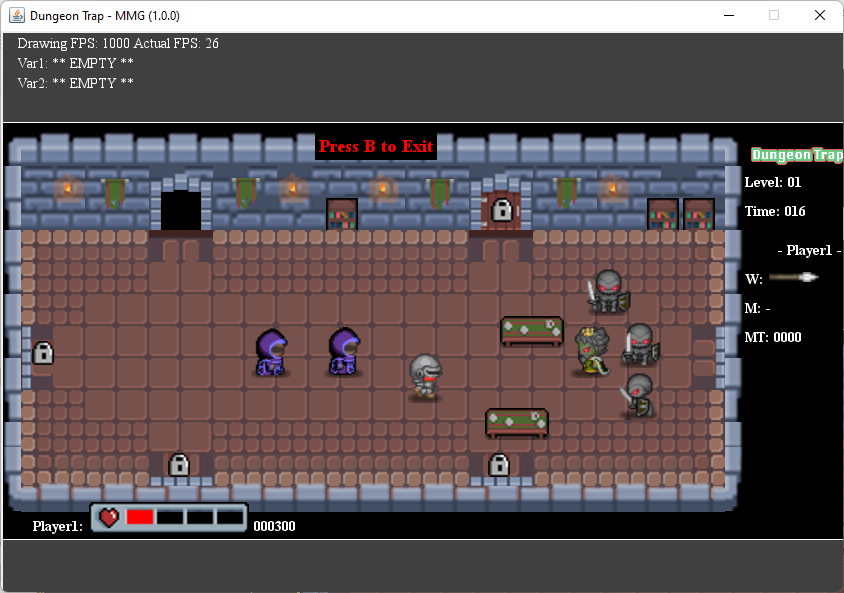 Dungeon Trap - MMG (1.0.0)
Drawing FPS: 1000 Actual FPS: 26
Var1: ** EMPTY **
Var2: ** EMPTY **
Press B to Exit
Dungeon Trap
Level: 01
Time: 016
- Player1 -
W:
M: -
MT: 0000
Player1: 000300